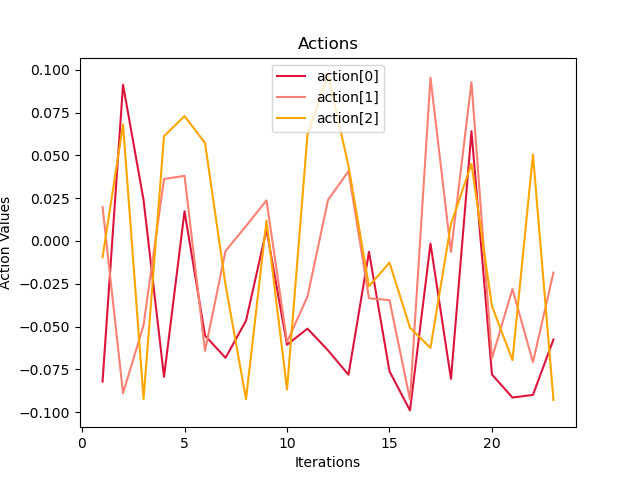 Actions
action[0]
action[1]
action[2]
Action Values
0.100
0.075
0.050
0.025
0.000
−0.025
−0.050
−0.075
−0.100
0
5
10
15
20
Iterations